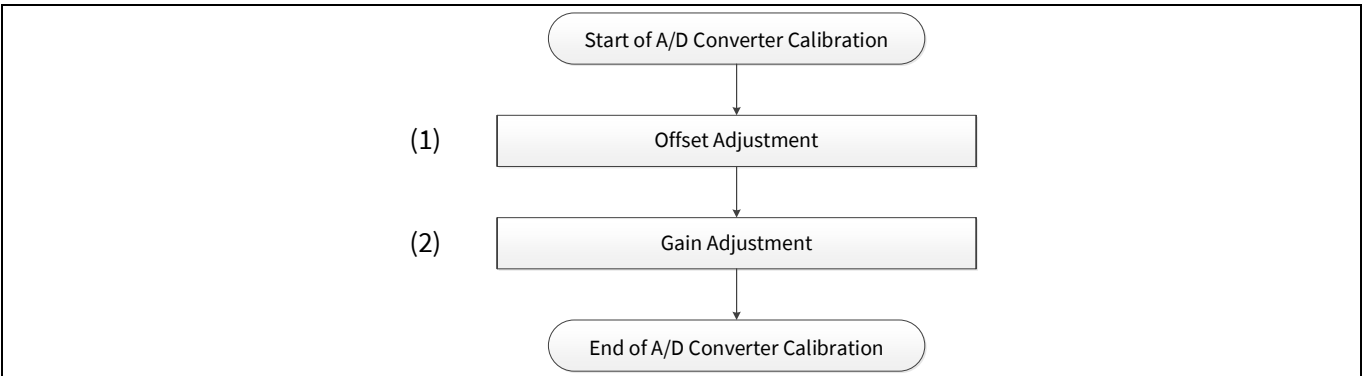 Start of A/D Converter Calibration
(1) Offset Adjustment
(2) Gain Adjustment
End of A/D Converter Calibration